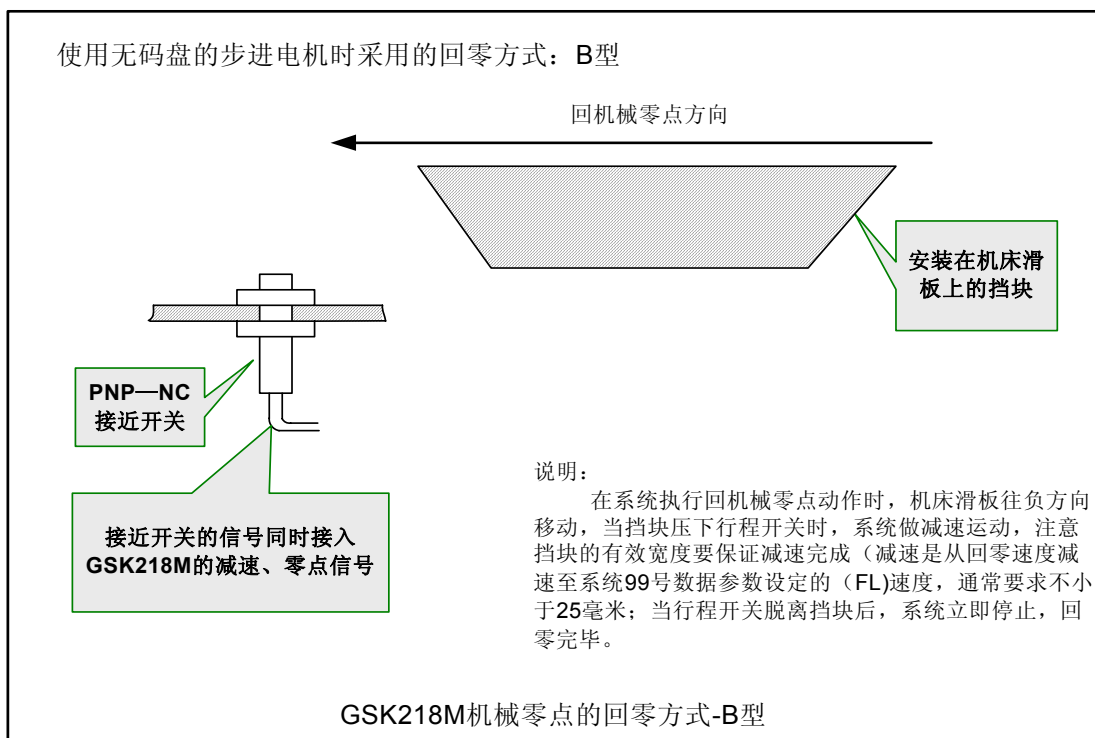 使用无码盘的步进电机时采用的回零方式：B型
回机械零点方向
安装在机床滑
板上的挡块
PNP—NC
接近开关
接近开关的信号同时接入
GSK218M的减速、零点信号
说明：
在系统执行回机械零点动作时，机床滑板往负方向
移动，当挡块压下行程开关时，系统做减速运动，注意
挡块的有效宽度要保证减速完成（减速是从回零速度减
速至系统99号数据参数设定的（FL)速度，通常要求不小
于25毫米；当行程开关脱离挡块后，系统立即停止，回
零完毕。
GSK218M机械零点的回零方式-B型